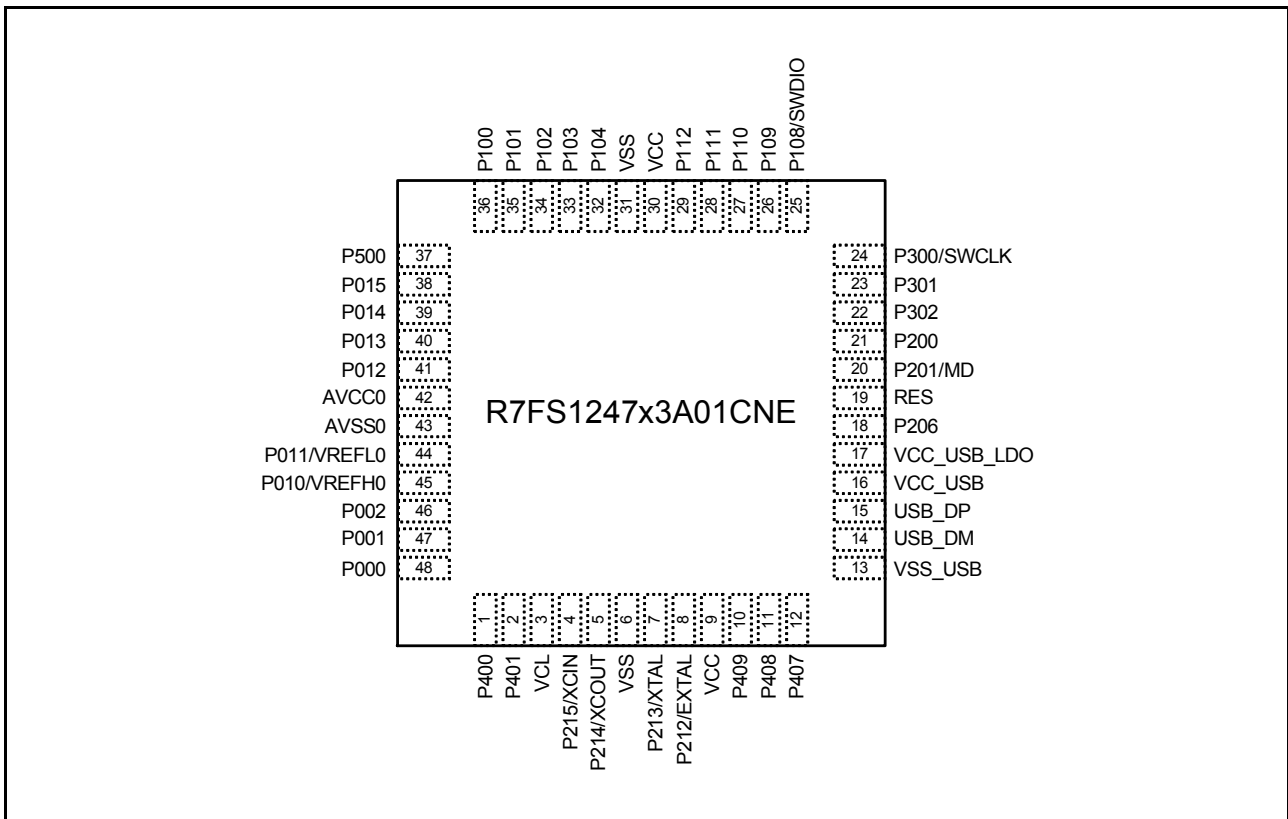 P100
P101
P102
P103
P104
VSS
VCC
P112
P111
P110
P109
P108/SWDIO
36
35
34
33
32
31
30
29
28
27
26
25
P500 37
P015 38
P014 39
P013 40
P012 41
AVCC0 42
AVSS0 43
P011/VREFL0 44
P010/VREFH0 45
P002 46
P001 47
P000 48
R7FS1247x3A01CNE
24 P300/SWCLK
23 P301
22 P302
21 P200
20 P201/MD
19 RES
18 P206
17 VCC_USB_LDO
16 VCC_USB
15 USB_DP
14 USB_DM
13 VSS_USB
1
2
3
4
5
6
7
8
9
10
11
12
P400
P401
VCL
P215/XCIN
P214/XCOUT
VSS
P213/XTAL
P212/EXTAL
VCC
P409
P408
P407